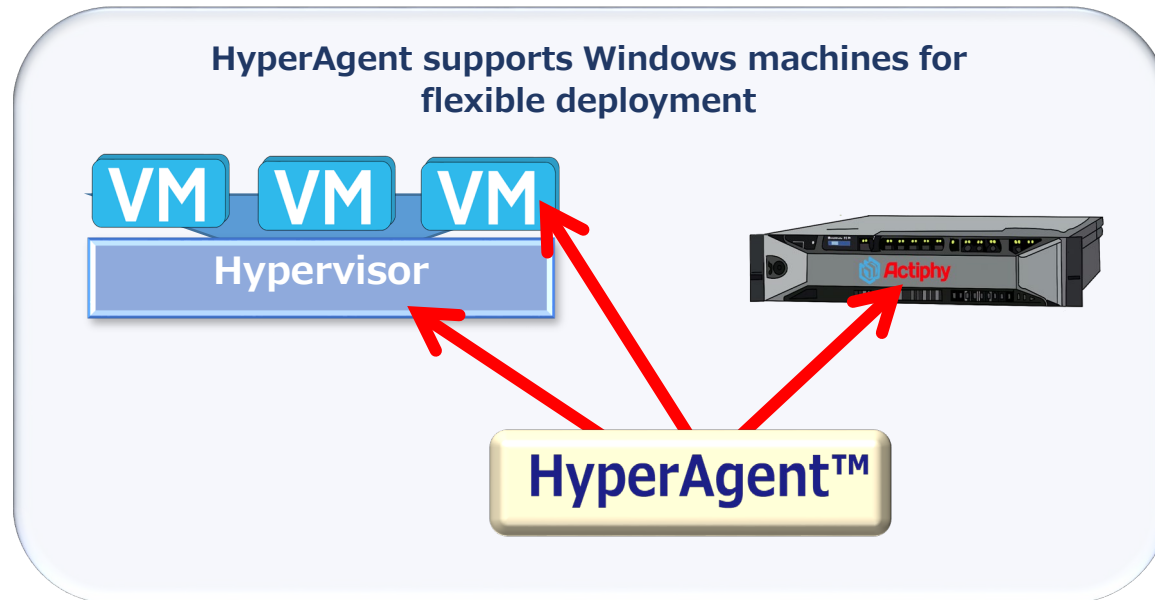 HyperAgent supports Windows machines for
flexible deployment
VM VM VM
Hypervisor
Actiphy
HyperAgent™